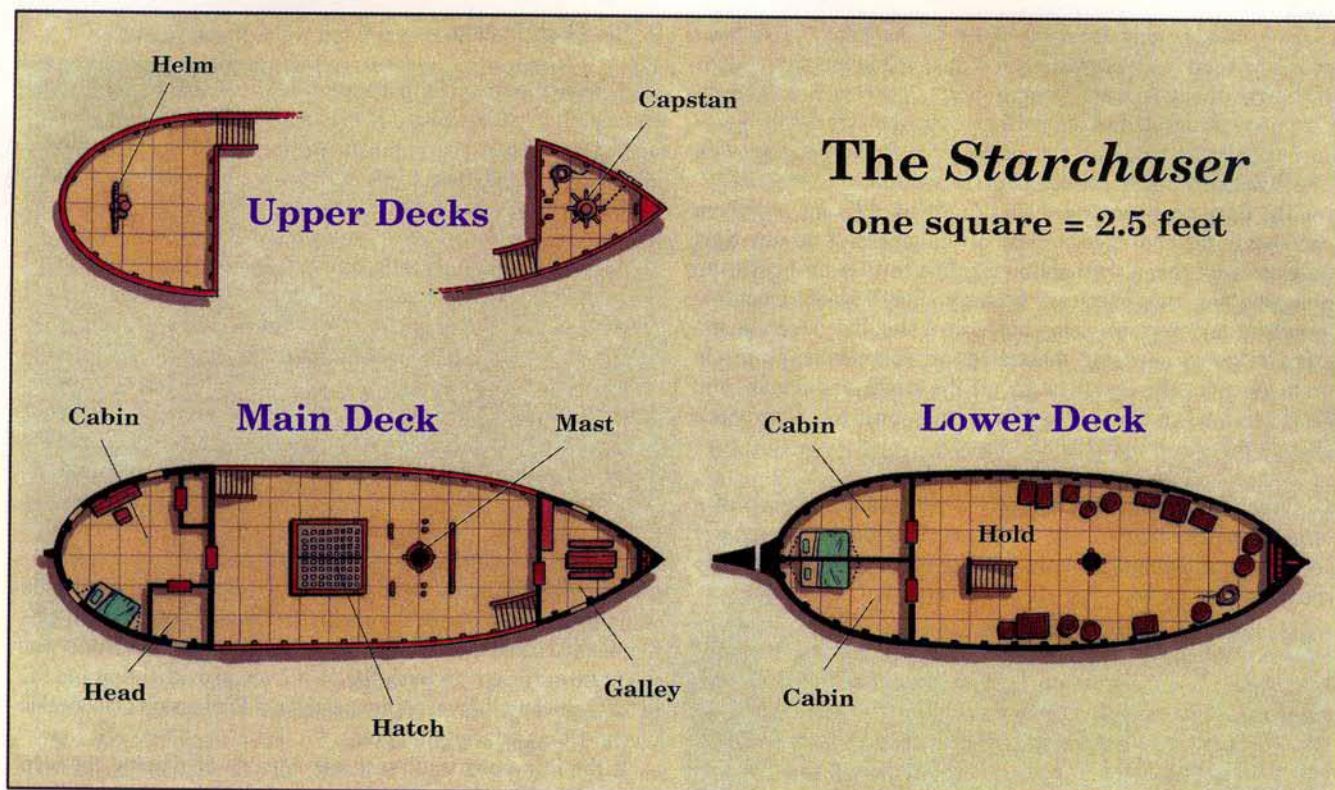 Helm
Capstan
The Starchaser
one square = 2.5 feet
Upper Decks
Main Deck
Cabin
Mast
Head
Hatch
Galley
Lower Deck
Cabin
Hold
Cabin